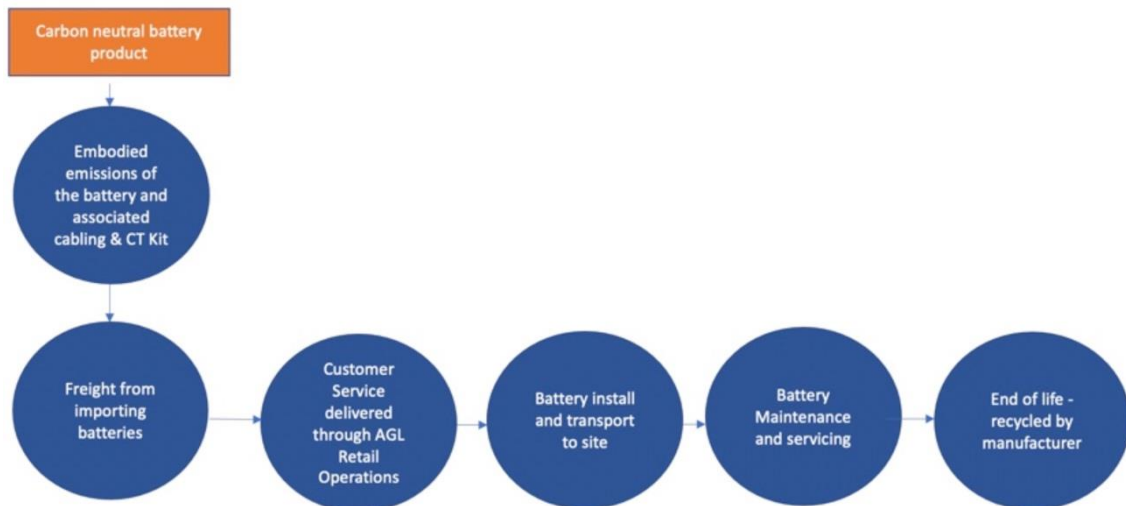 Carbon neutral battery
product
Embodied
emissions of
the battery and
associated
cabling & CT Kit
Freight from
importing
batteries
Customer
Service
delivered
through AGL
Retail
Operations
Battery install
and transport
to site
Battery
Maintenance
and servicing
End of life -
recycled by
manufacturer